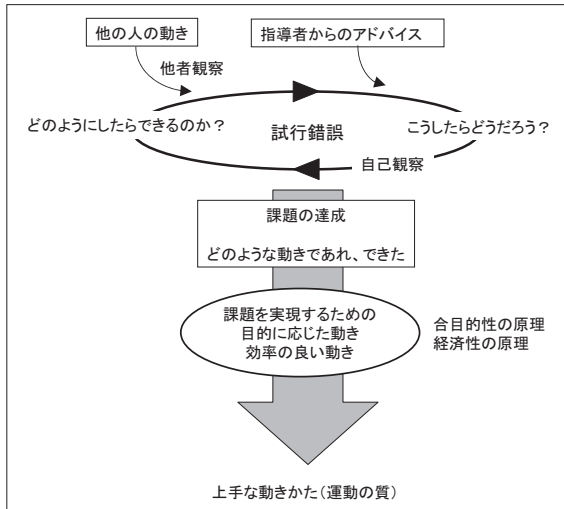 他の人の動き
指導者からのアドバイス
他者観察
どのようにしたらできるのか？
試行錯誤
こうしたらどうだろう？
自己観察
課題の達成
どのような動きであれ、できた
課題を実現するための
目的に応じた動き
効率の良い動き
合目的性の原理
経済性の原理
上手な動きかた（運動の質）